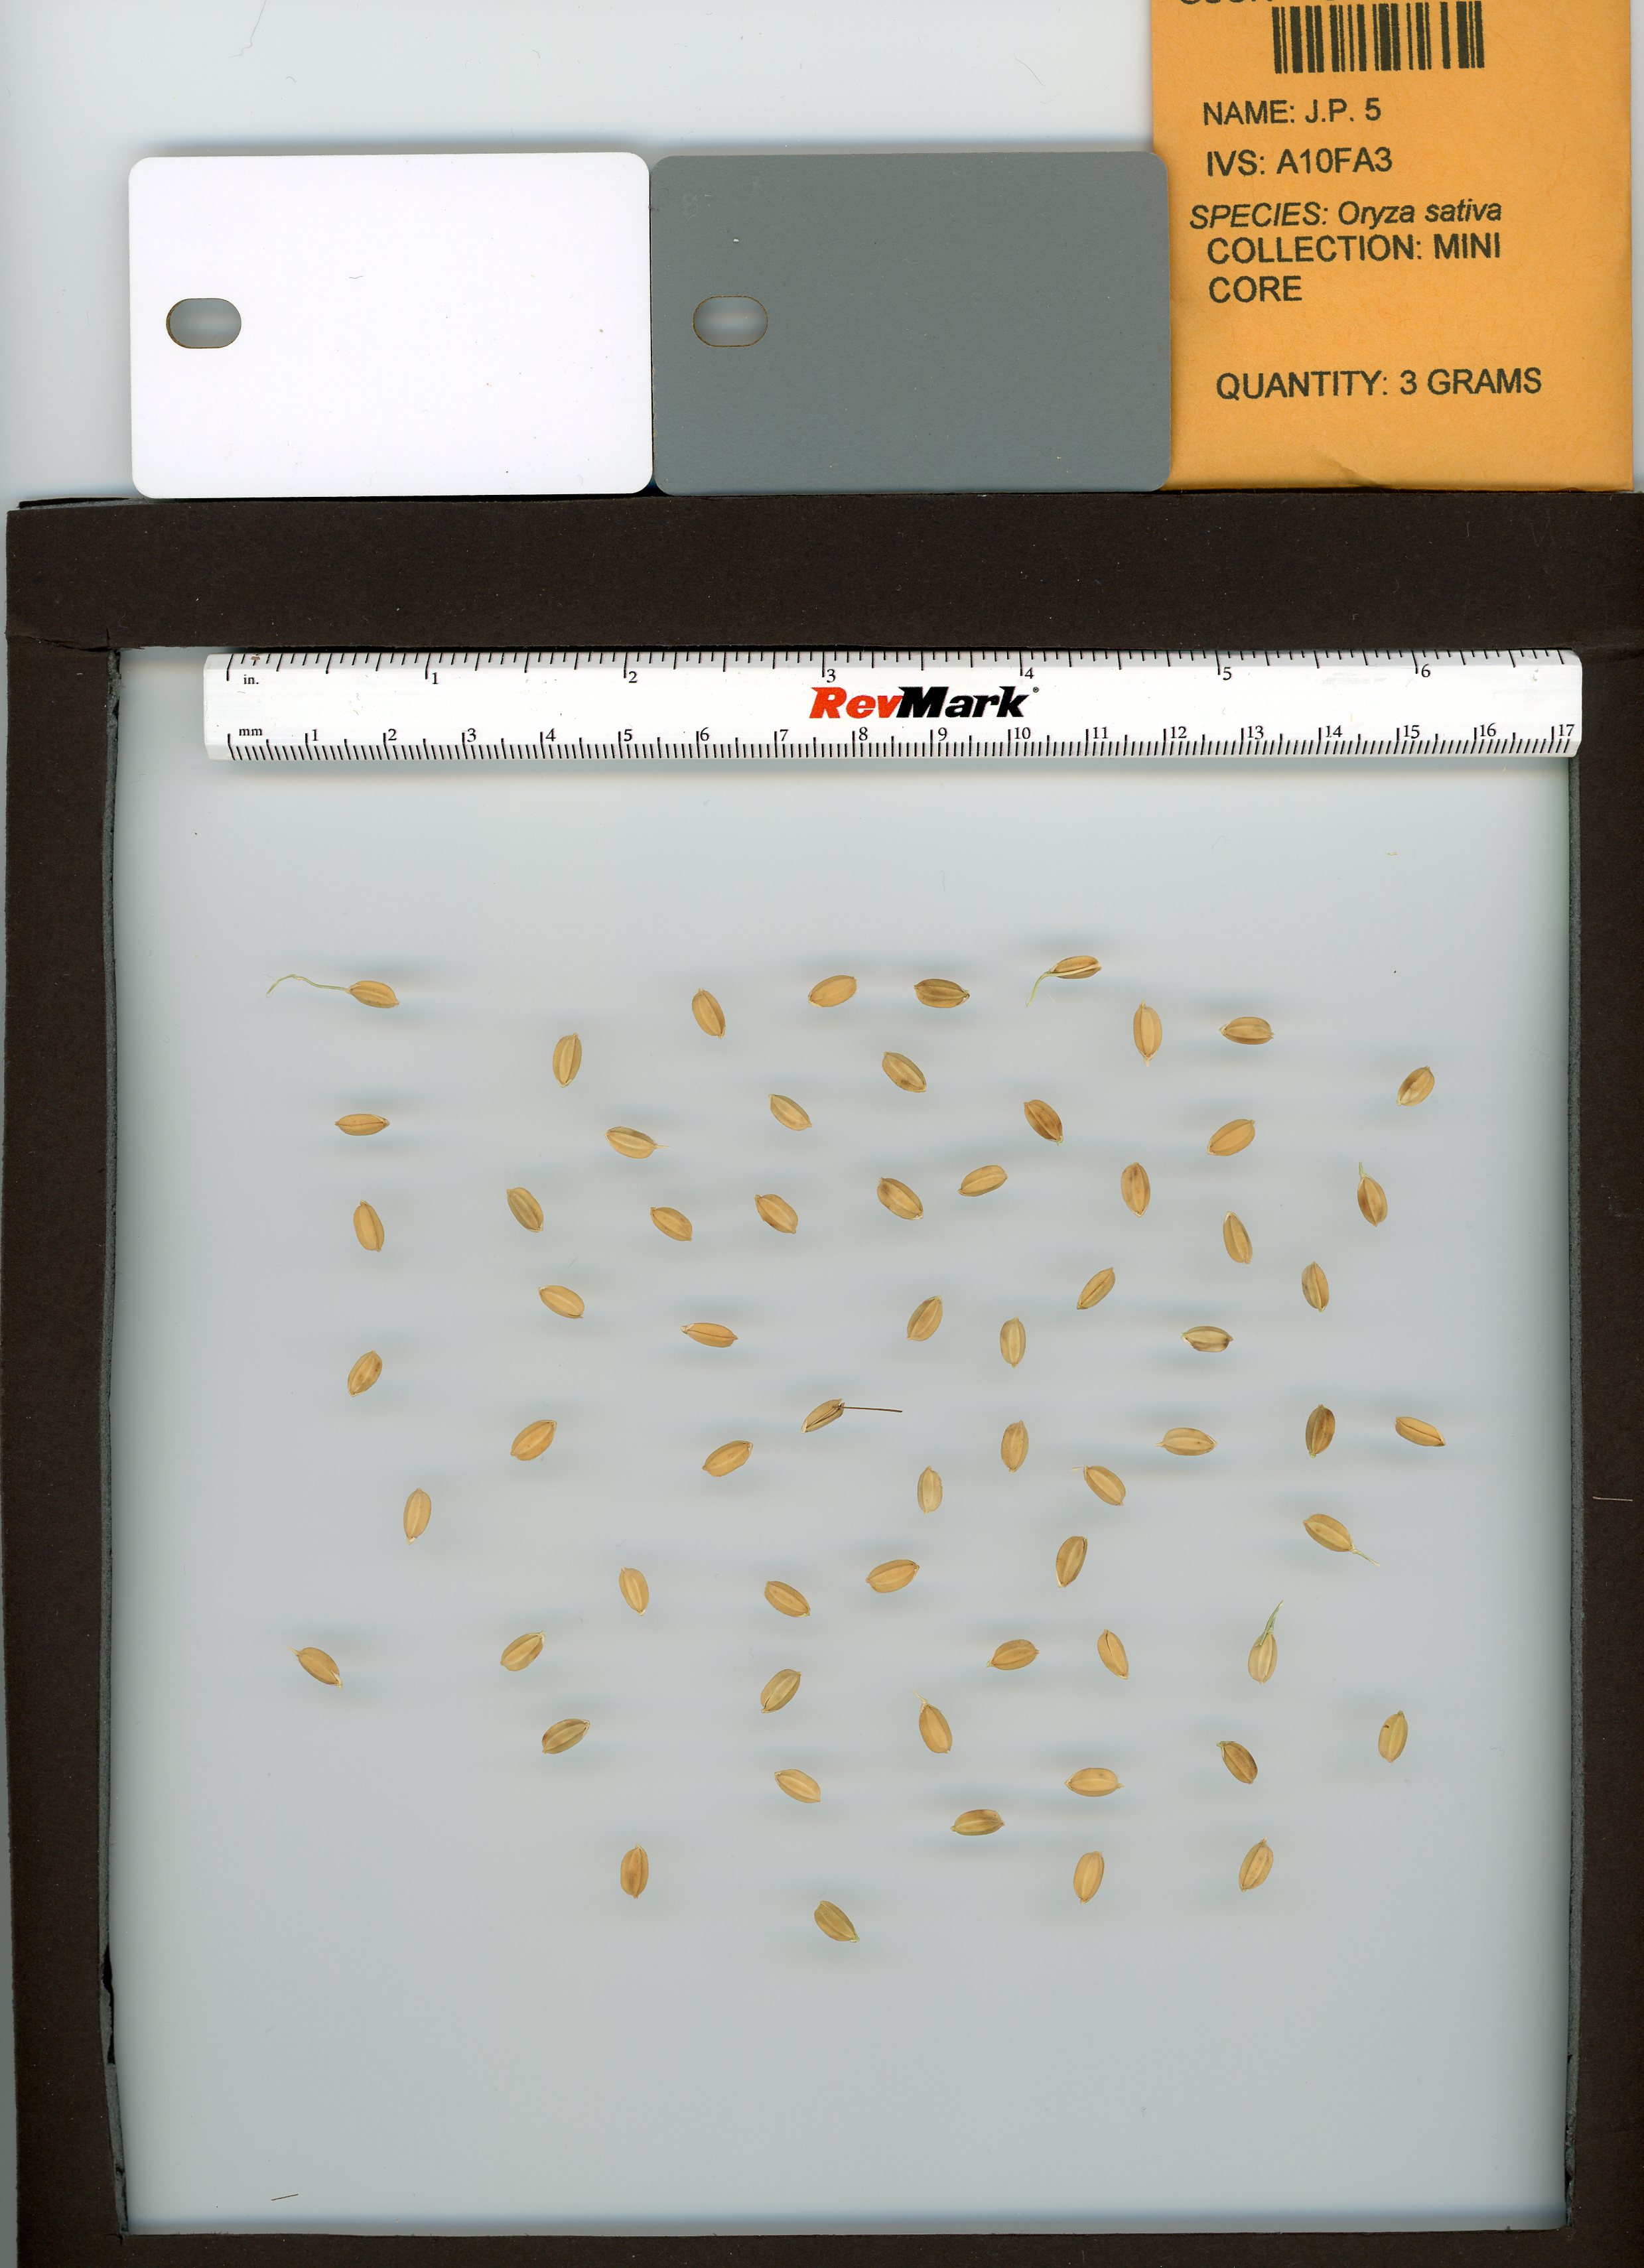 NAME: J.P. 5
IVS: A10FA3
SPECIES: Oryza sativa
COLLECTION: MINI
CORE
QUANTITY: 3 GRAMS
in. 1 2 3 4 5 6
RevMark
mm 1 2 3 4 5 6 7 8 9 10 11 12 13 14 15 16 17